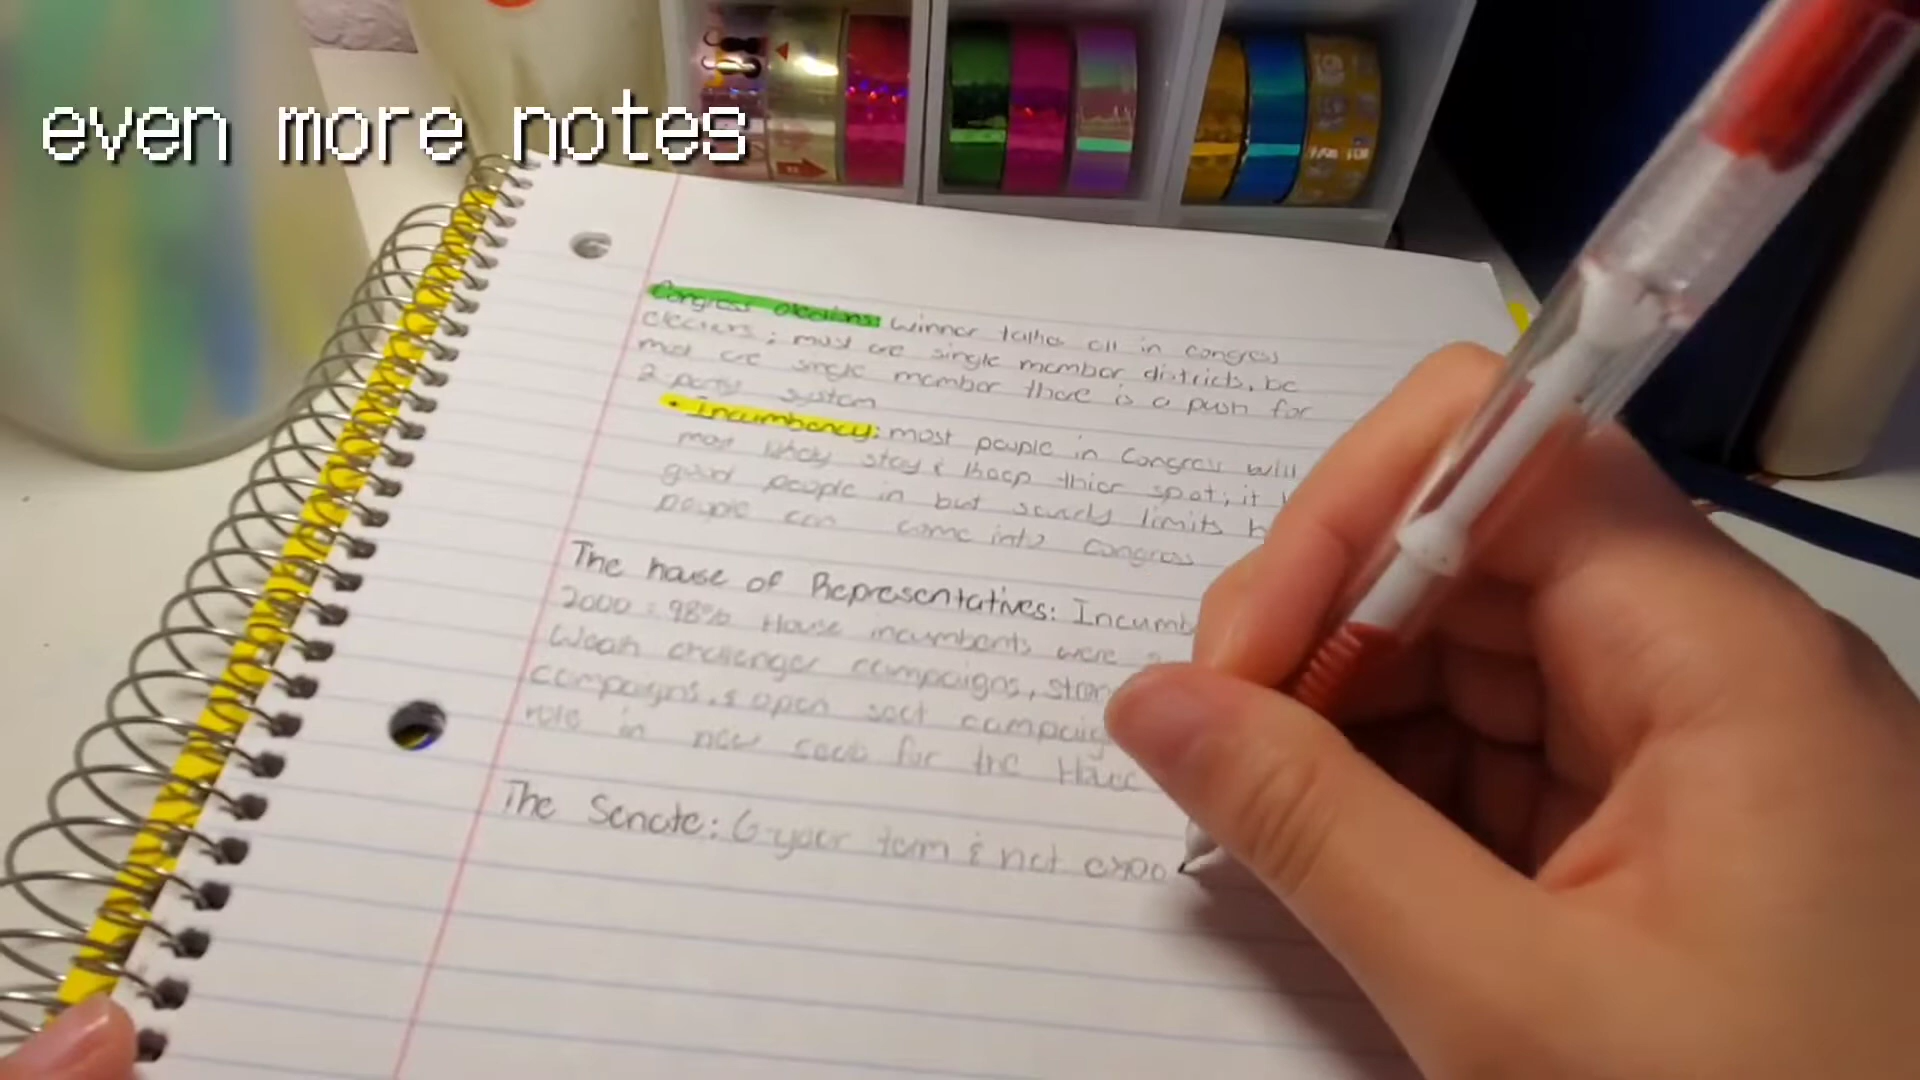 even more notes
Congress elections: winner takes all in congress
elections; most are single member districts, bc
most are single member there is a push for
2 party system
• Incumbency: most people in Congress will
most likely stay & keep thier spot; it
good people in but limits
people can come into congress
The house of Representatives: Incumb
2000: 98% House incumbents were
Weak challenger campaigns, stron
campaigns, & open seat campaig
role in new for the House
The Senate: 6-year term & not expo